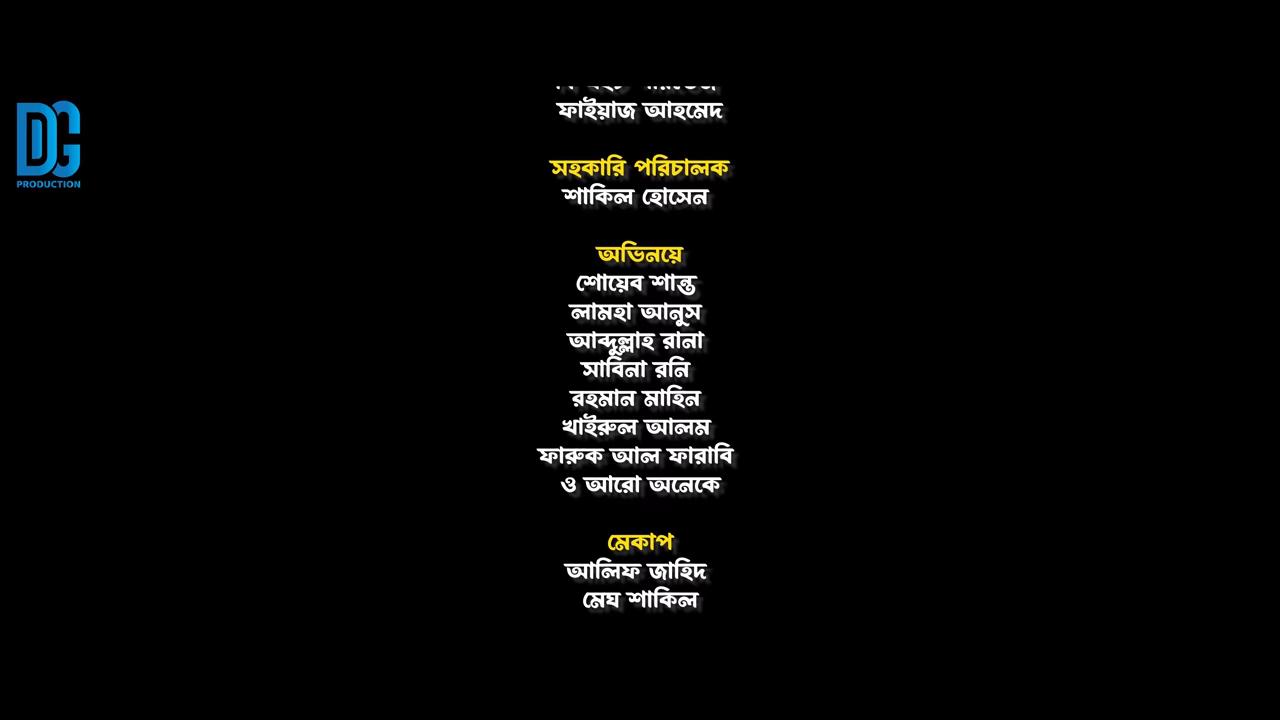 DG
PRODUCTION
ফাইয়াজ আহমেদ
সহকারি পরিচালক
শাকিল হোসেন
অভিনয়ে
শোয়েব শান্ত
লামহা আনুস
আব্দুল্লাহ রানা
সাবিনা রনি
রহমান মাহিন
খাইরুল আলম
ফারুক আল ফারাবি
ও আরো অনেকে
মেকাপ
আলিফ জাহিদ
মেঘ শাকিল